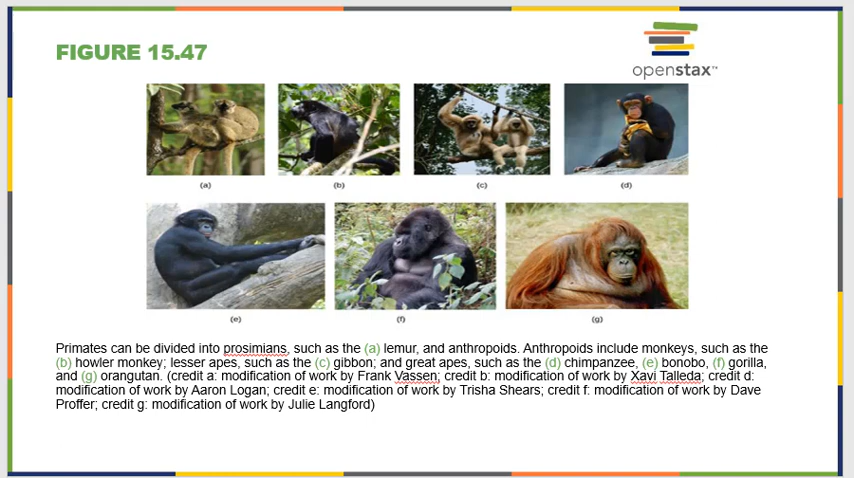 FIGURE 15.47
openstax™
(a)
(b)
(c)
(d)
(e)
(f)
(g)
Primates can be divided into prosimians, such as the (a) lemur, and anthropoids. Anthropoids include monkeys, such as the
(b) howler monkey; lesser apes, such as the (c) gibbon; and great apes, such as the (d) chimpanzee, (e) bonobo, (f) gorilla,
and (g) orangutan. (credit a: modification of work by Frank Vassen; credit b: modification of work by Xavi Talleda; credit d:
modification of work by Aaron Logan; credit e: modification of work by Trisha Shears; credit f: modification of work by Dave
Proffer; credit g: modification of work by Julie Langford)